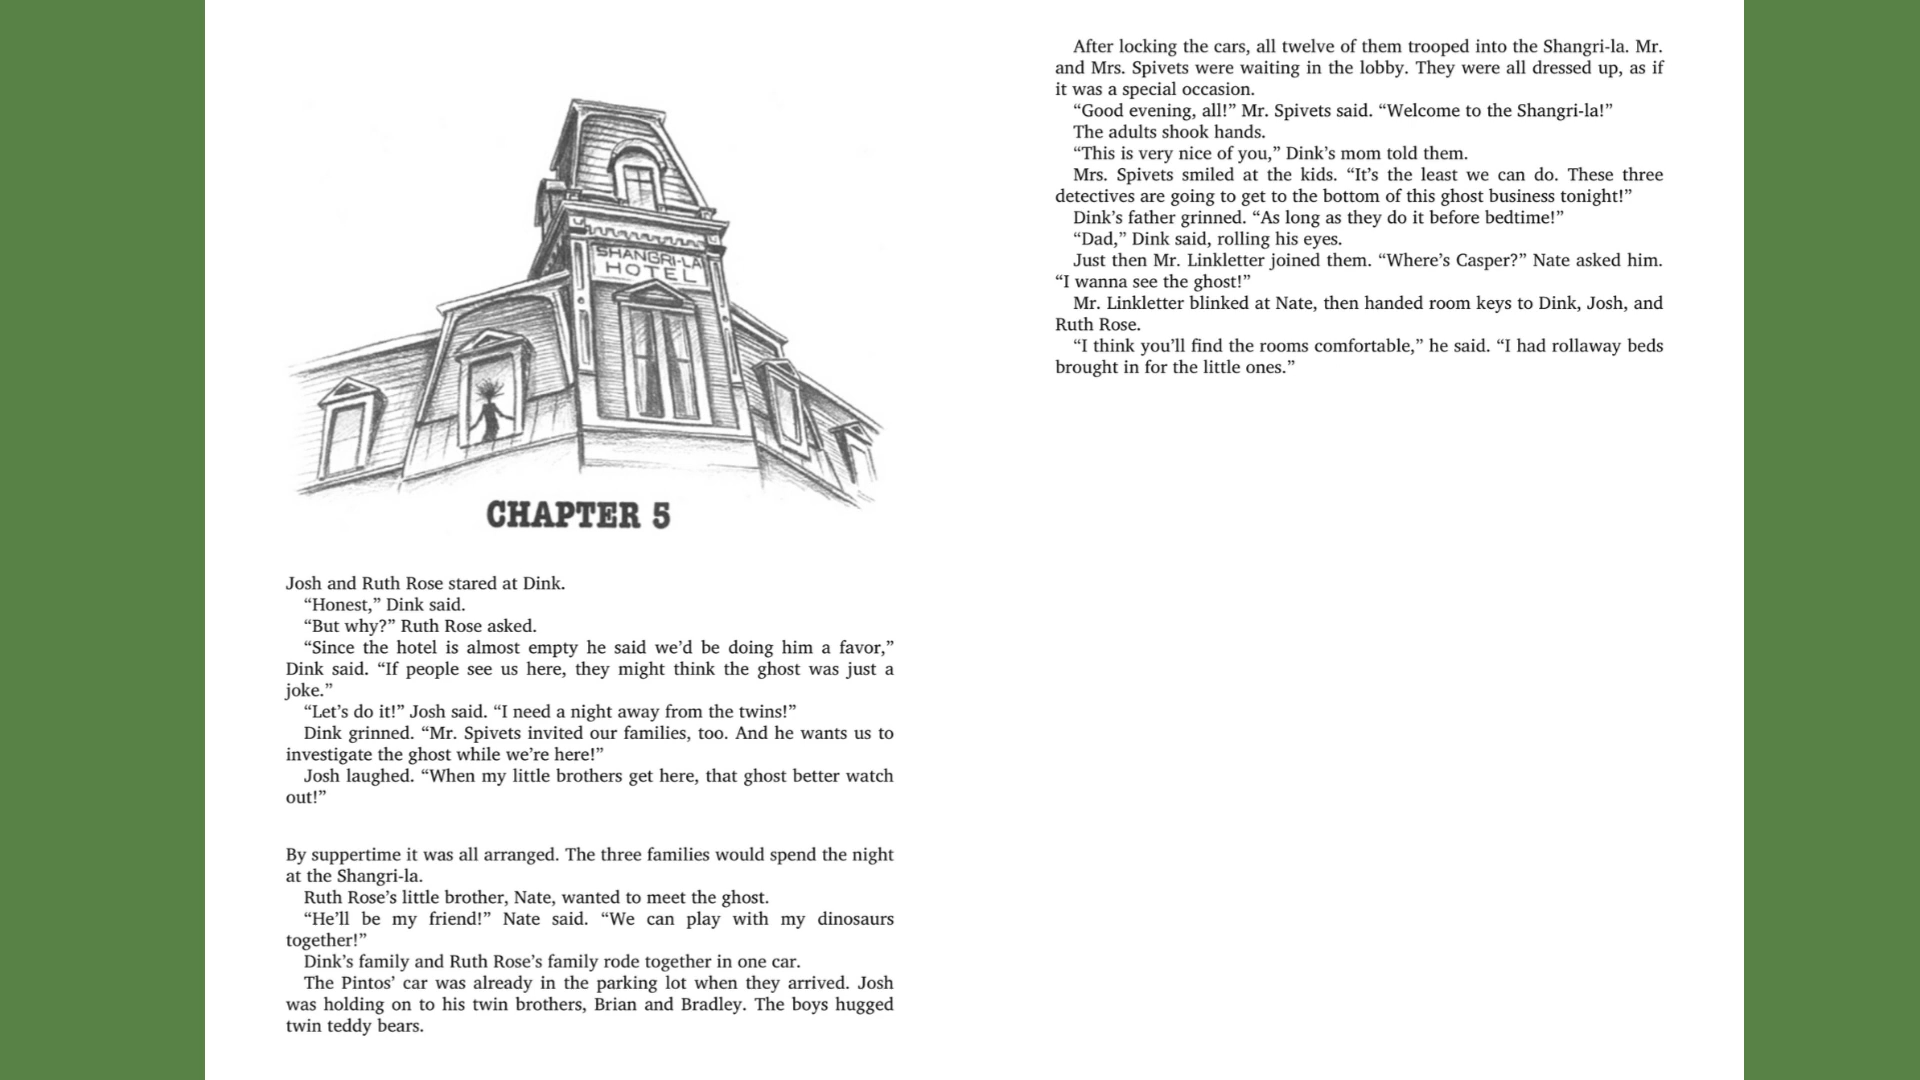 SHANGRI-LA
HOTEL
CHAPTER 5
Josh and Ruth Rose stared at Dink.
“Honest,” Dink said.
“But why?” Ruth Rose asked.
“Since the hotel is almost empty he said we’d be doing him a favor,”
Dink said. “If people see us here, they might think the ghost was just a
joke.”
“Let’s do it!” Josh said. “I need a night away from the twins!”
Dink grinned. “Mr. Spivets invited our families, too. And he wants us to
investigate the ghost while we’re here!”
Josh laughed. “When my little brothers get here, that ghost better watch
out!”
By suppertime it was all arranged. The three families would spend the night
at the Shangri-la.
Ruth Rose’s little brother, Nate, wanted to meet the ghost.
“He’ll be my friend!” Nate said. “We can play with my dinosaurs
together!”
Dink’s family and Ruth Rose’s family rode together in one car.
The Pintos’ car was already in the parking lot when they arrived. Josh
was holding on to his twin brothers, Brian and Bradley. The boys hugged
twin teddy bears.
After locking the cars, all twelve of them trooped into the Shangri-la. Mr.
and Mrs. Spivets were waiting in the lobby. They were all dressed up, as if
it was a special occasion.
“Good evening, all!” Mr. Spivets said. “Welcome to the Shangri-la!”
The adults shook hands.
“This is very nice of you,” Dink’s mom told them.
Mrs. Spivets smiled at the kids. “It’s the least we can do. These three
detectives are going to get to the bottom of this ghost business tonight!”
Dink’s father grinned. “As long as they do it before bedtime!”
“Dad,” Dink said, rolling his eyes.
Just then Mr. Linkletter joined them. “Where’s Casper?” Nate asked him.
“I wanna see the ghost!”
Mr. Linkletter blinked at Nate, then handed room keys to Dink, Josh, and
Ruth Rose.
“I think you’ll find the rooms comfortable,” he said. “I had rollaway beds
brought in for the little ones.”